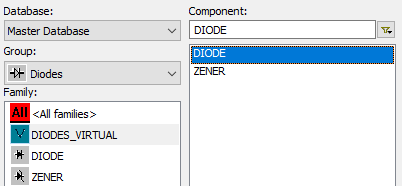 Database:
Master Database
Group:
Diodes
Family:
All <All families>
DIODES_VIRTUAL
DIODE
ZENER
Component:
DIODE
DIODE
ZENER